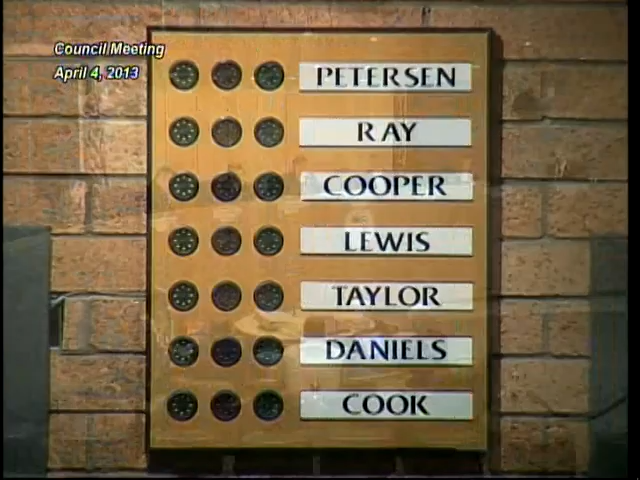 Council Meeting
April 4, 2013
PETERSEN
RAY
COOPER
LEWIS
TAYLOR
DANIELS
COOK